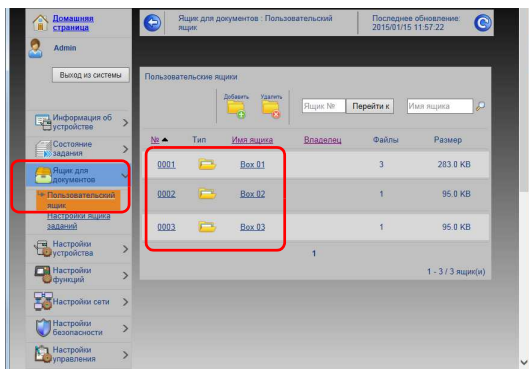 Домашняя
страница
Ящик для документов : Пользовательский
ящик
Последнее обновление:
2015/01/15 11:57:22
Admin
Выход из системы
Информация об
устройстве
Состояние
задания
Ящик для
документов
Пользовательский
ящик
Настройки ящика
заданий
Настройки
устройства
Настройки
функций
Настройки сети
Настройки
безопасности
Настройки
управления
Пользовательские ящики
Добавить Удалить
Ящик № Перейти к Имя ящика
№ Тип Имя ящика Владелец Файлы Размер
0001 Box 01 3 283.0 KB
0002 Box 02 1 95.0 KB
0003 Box 03 1 95.0 KB
1
1 - 3 / 3 ящик(и)